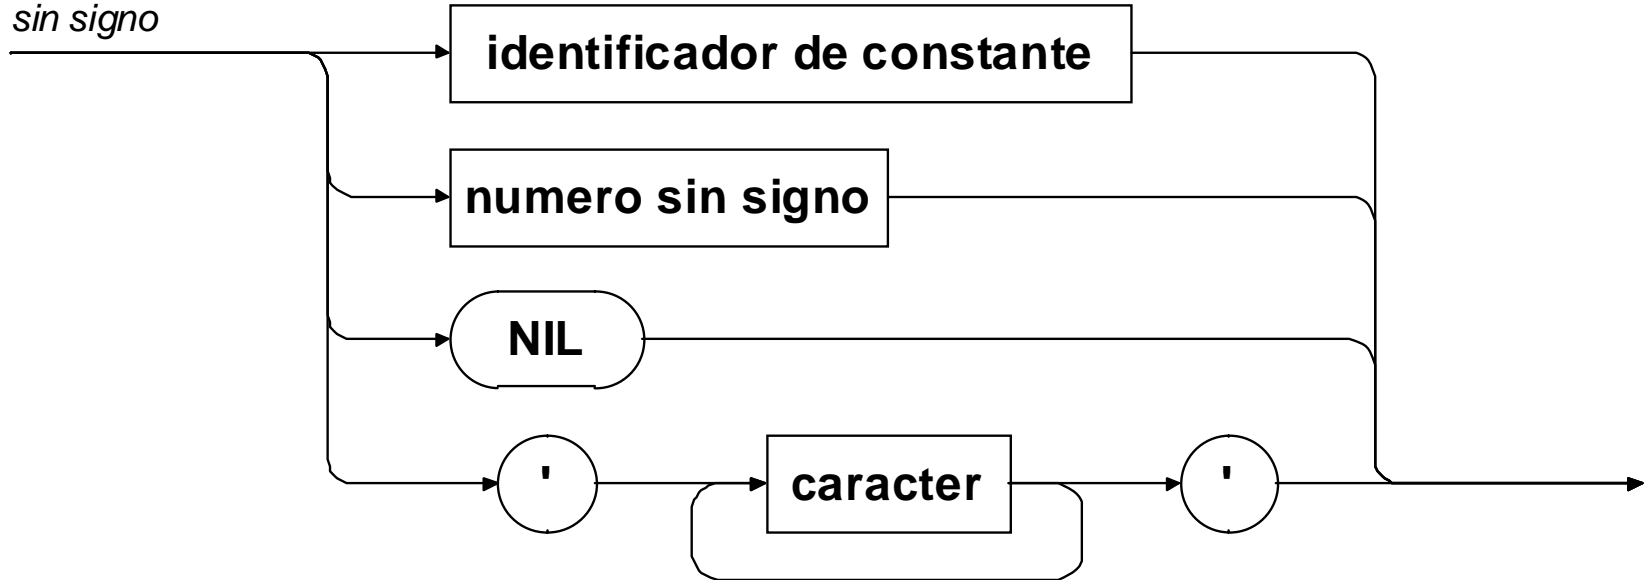 sin signo
identificador de constante
numero sin signo
NIL
' caracter '